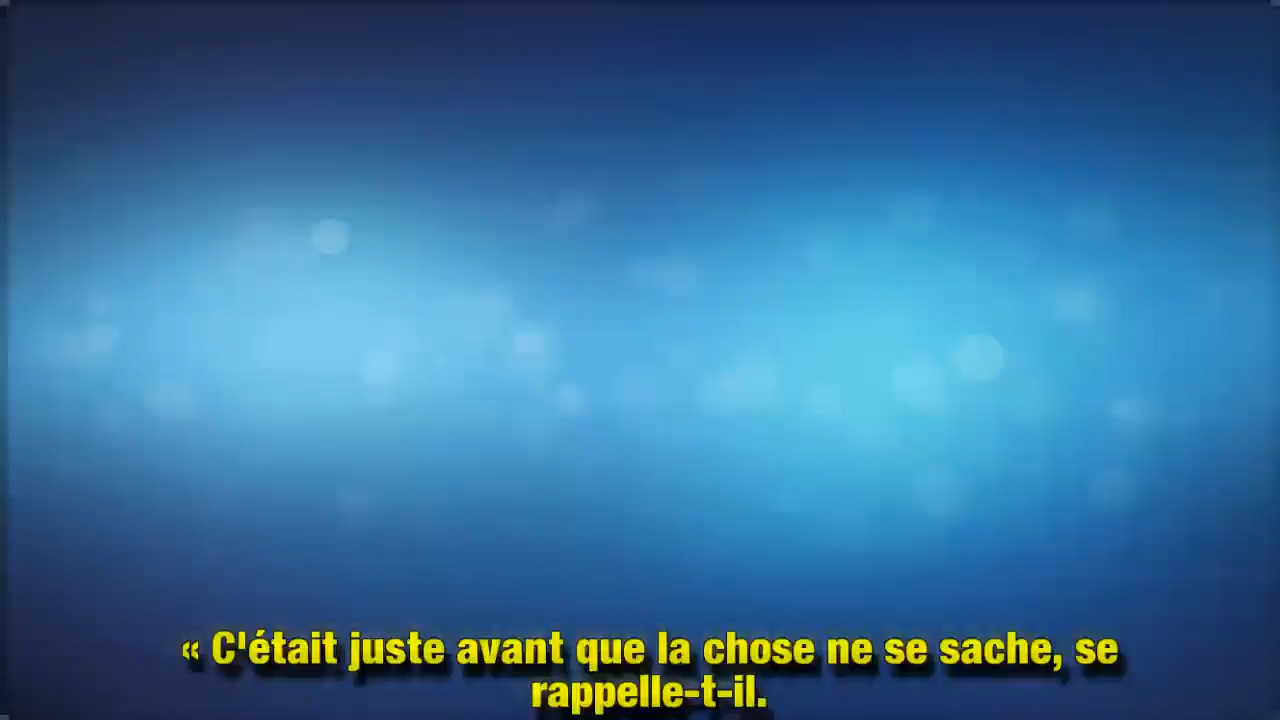 « C'était juste avant que la chose ne se sache, se
rappelle-t-il.